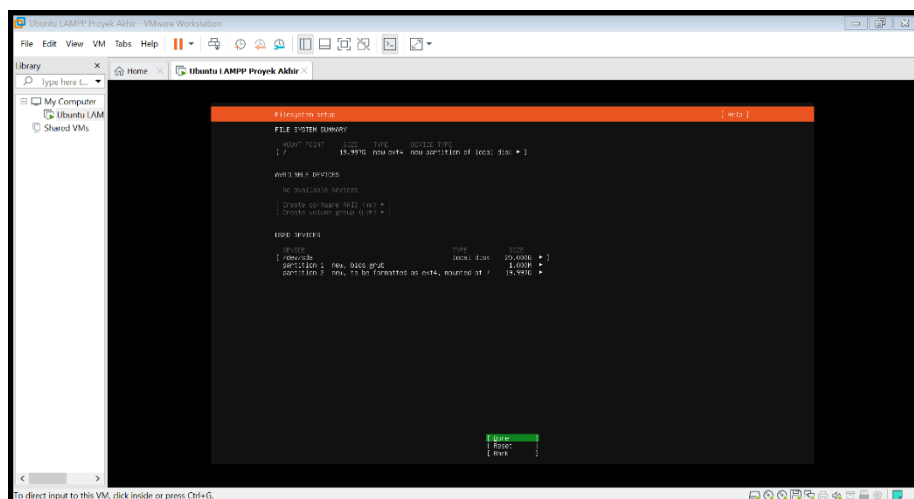 Ubuntu LAMPP Proyek Akhir - VMware Workstation
File Edit View VM Tabs Help
Library
Home
Ubuntu LAMPP Proyek Akhir
Type here t...
My Computer
Ubuntu LAM
Shared VMs
Filesystem setup [ Help ]
FILE SYSTEM SUMMARY
MOUNT POINT SIZE TYPE DEVICE TYPE
[ / 19.997G new ext4 new partition of local disk ▸ ]
AVAILABLE DEVICES
No available devices
[ Create software RAID (md) ▸ ]
[ Create volume group (LVM) ▸ ]
USED DEVICES
DEVICE TYPE SIZE
[ /dev/sda local disk 20.000G ▸ ]
partition 1 new, bios_grub 1.000M ▸
partition 2 new, to be formatted as ext4, mounted at / 19.997G ▸
[ Done ]
[ Reset ]
[ Back ]
To direct input to this VM, click inside or press Ctrl+G.